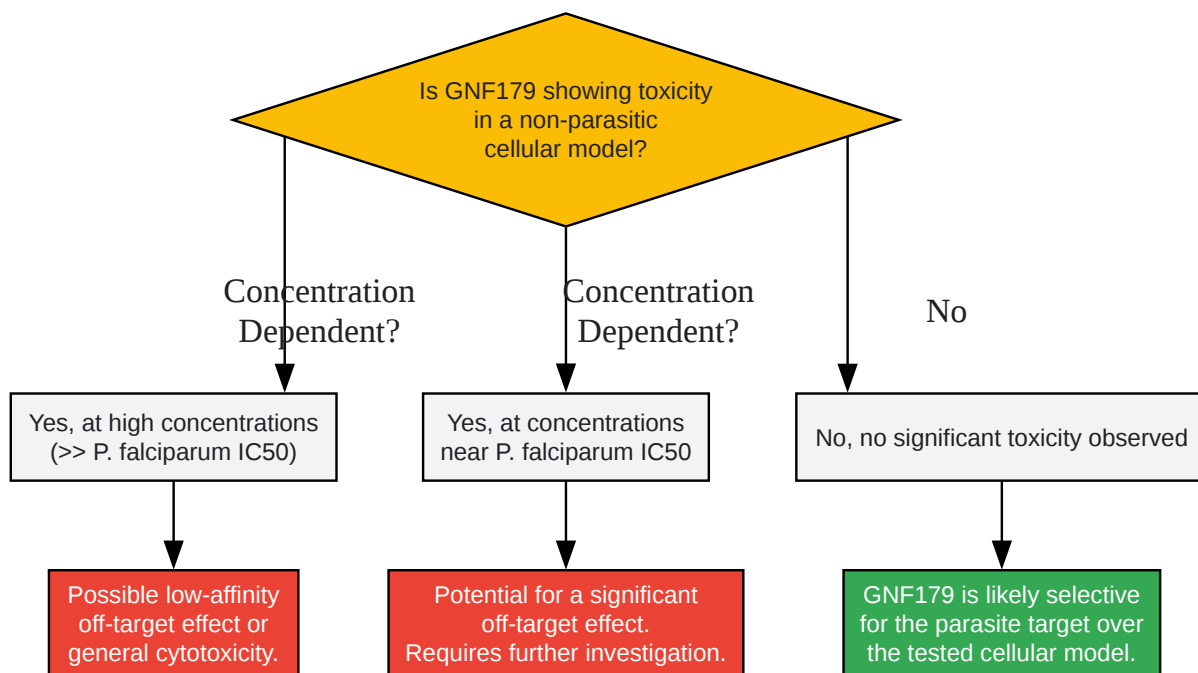 Is GNF179 showing toxicity
in a non-parasitic
cellular model?
Concentration
Dependent?
Concentration
Dependent?
No
Yes, at high concentrations
(>> P. falciparum IC50)
Yes, at concentrations
near P. falciparum IC50
No, no significant toxicity observed
Possible low-affinity
off-target effect or
general cytotoxicity.
Potential for a significant
off-target effect.
Requires further investigation.
GNF179 is likely selective
for the parasite target over
the tested cellular model.